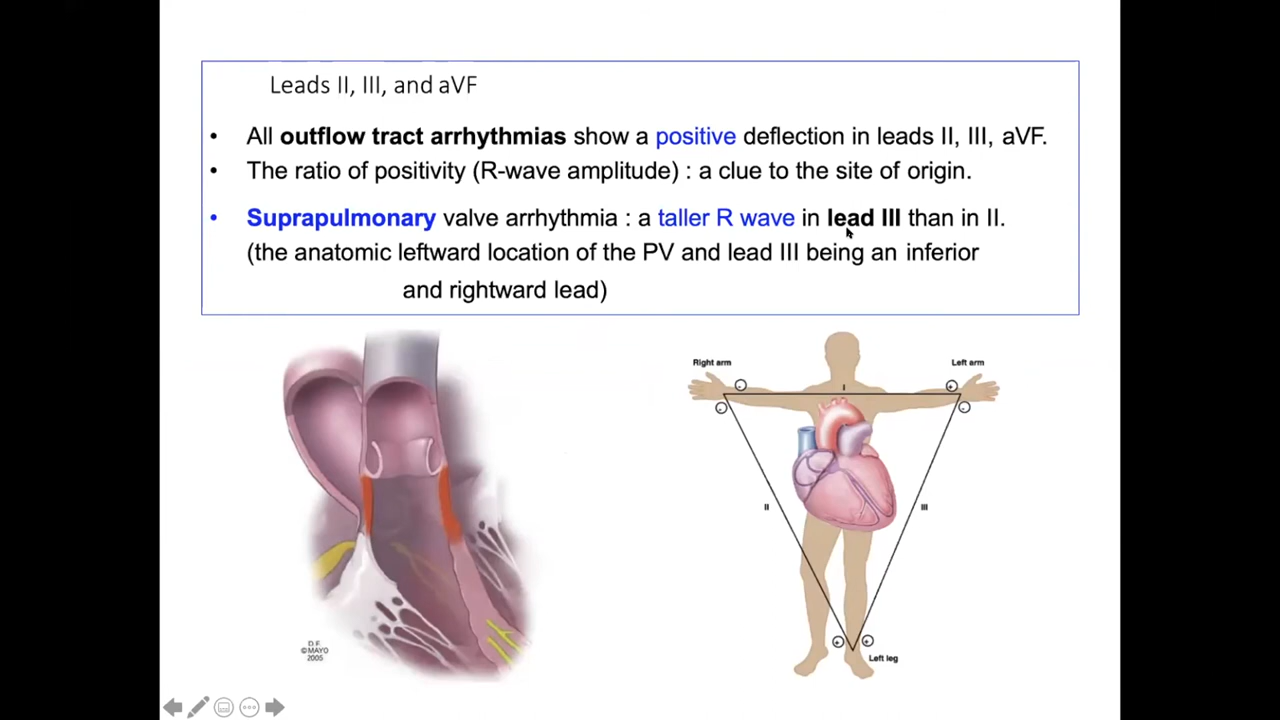 Leads II, III, and aVF
• All outflow tract arrhythmias show a positive deflection in leads II, III, aVF.
• The ratio of positivity (R-wave amplitude) : a clue to the site of origin.
• Suprapulmonary valve arrhythmia : a taller R wave in lead III than in II.
(the anatomic leftward location of the PV and lead III being an inferior
and rightward lead)
Right arm
Left arm
-
+
I
-
-
II
III
D.F.
©MAYO
2005
+
+
Left leg